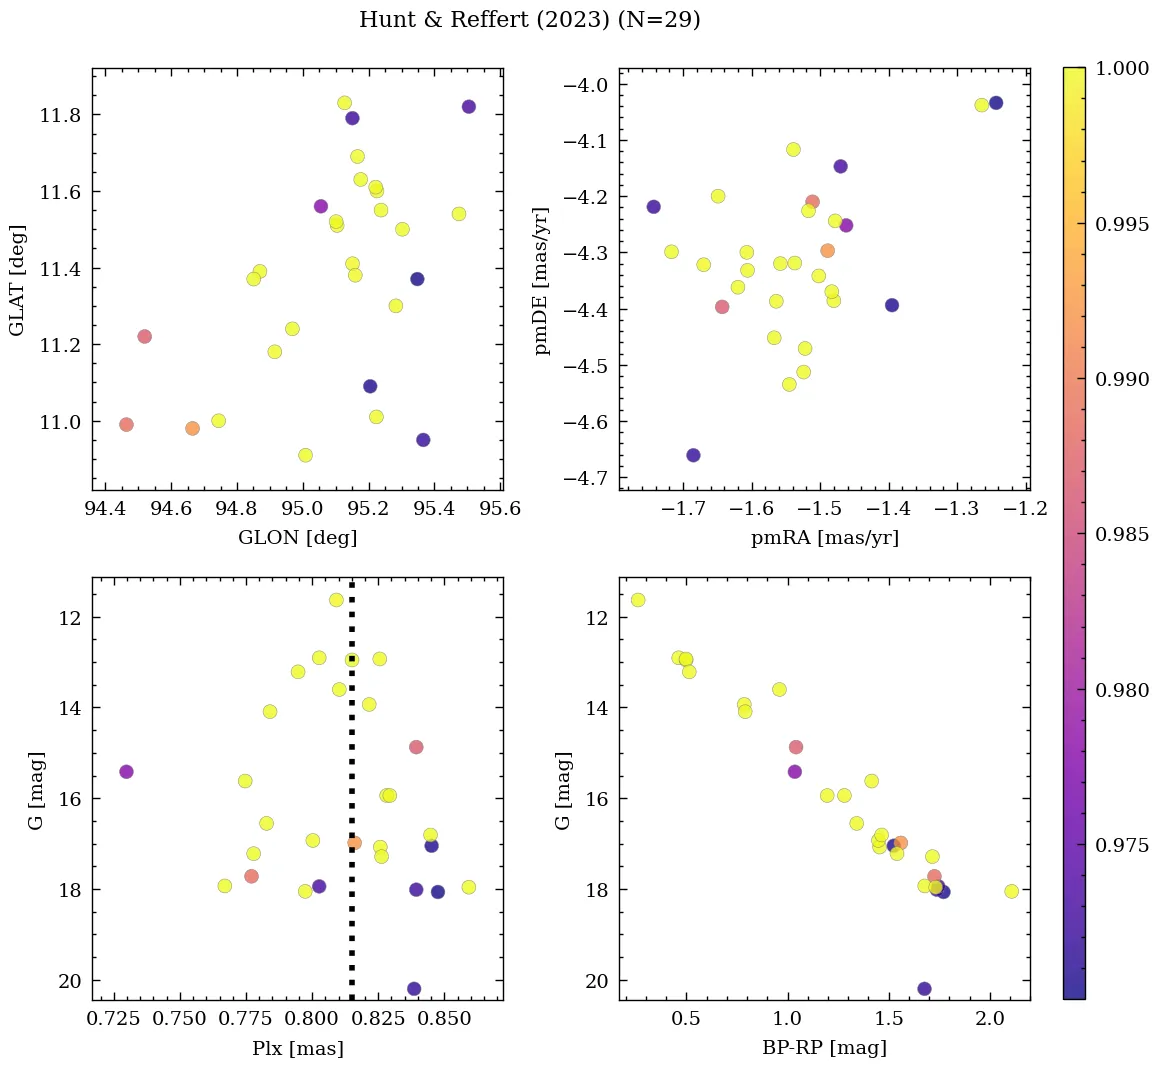 Hunt & Reffert (2023) (N=29)
11.8
11.6
11.4
11.2
11.0
GLAT [deg]
94.4 94.6 94.8 95.0 95.2 95.4 95.6
GLON [deg]
−4.0
−4.1
−4.2
−4.3
−4.4
−4.5
−4.6
−4.7
pmDE [mas/yr]
−1.7 −1.6 −1.5 −1.4 −1.3 −1.2
pmRA [mas/yr]
12
14
16
18
20
G [mag]
0.725 0.750 0.775 0.800 0.825 0.850
Plx [mas]
12
14
16
18
20
G [mag]
0.5 1.0 1.5 2.0
BP-RP [mag]
1.000
0.995
0.990
0.985
0.980
0.975